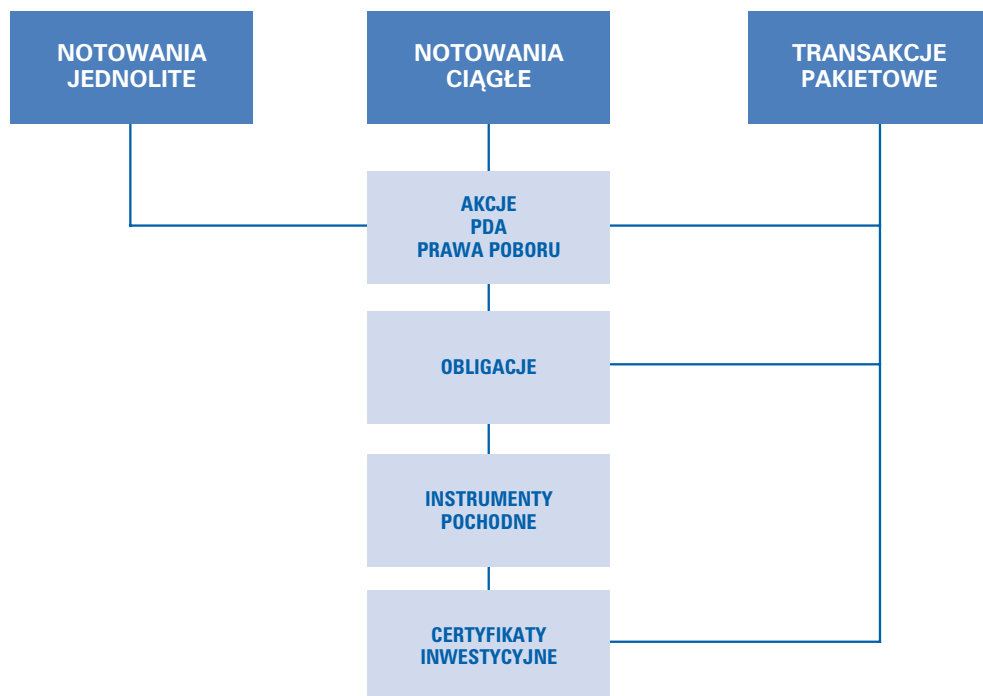 NOTOWANIA
JEDNOLITE
NOTOWANIA
CIĄGŁE
TRANSAKCJE
PAKIETOWE
AKCJE
PDA
PRAWA POBORU
OBLIGACJE
INSTRUMENTY
POCHODNE
CERTYFIKATY
INWESTYCYJNE